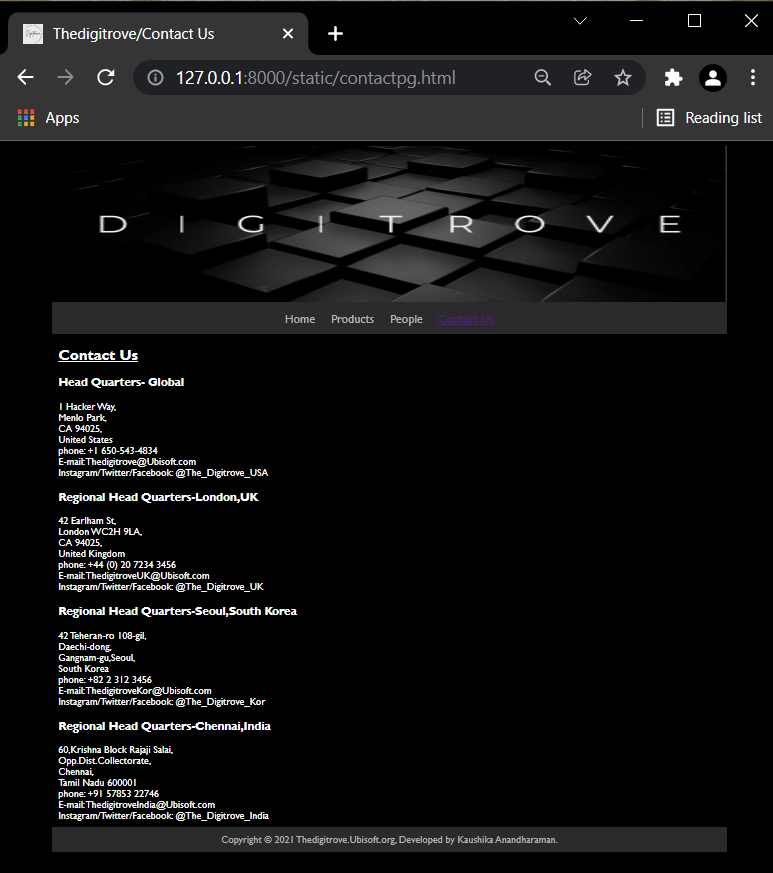 Thedigitrove/Contact Us
127.0.0.1:8000/static/contactpg.html
Apps
Reading list
DIGITROVE
Home Products People Contact Us
Contact Us
Head Quarters- Global
1 Hacker Way,
Menlo Park,
CA 94025,
United States
phone: +1 650-543-4834
E-mail:Thedigitrove@Ubisoft.com
Instagram/Twitter/Facebook: @The_Digitrove_USA
Regional Head Quarters-London,UK
42 Earlham St,
London WC2H 9LA,
CA 94025,
United Kingdom
phone: +44 (0) 20 7234 3456
E-mail:ThedigitroveUK@Ubisoft.com
Instagram/Twitter/Facebook: @The_Digitrove_UK
Regional Head Quarters-Seoul,South Korea
42 Teheran-ro 108-gil,
Daechi-dong,
Gangnam-gu,Seoul,
South Korea
phone: +82 2 312 3456
E-mail:ThedigitroveKor@Ubisoft.com
Instagram/Twitter/Facebook: @The_Digitrove_Kor
Regional Head Quarters-Chennai,India
60,Krishna Block Rajaji Salai,
Opp.Dist.Collectorate,
Chennai,
Tamil Nadu 600001
phone: +91 57853 22746
E-mail:ThedigitroveIndia@Ubisoft.com
Instagram/Twitter/Facebook: @The_Digitrove_India
Copyright © 2021 Thedigitrove.Ubisoft.org, Developed by Kaushika Anandharaman.